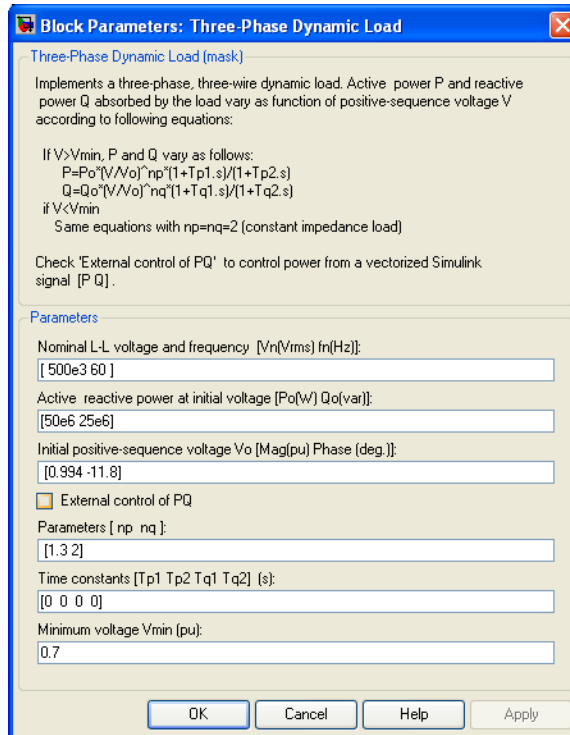 Block Parameters: Three-Phase Dynamic Load
Three-Phase Dynamic Load (mask)
Implements a three-phase, three-wire dynamic load. Active  power P and reactive
power Q absorbed by the load vary as function of positive-sequence voltage V
according to following equations:
If V>Vmin, P and Q vary as follows:
P=Po*(V/Vo)^np*(1+Tp1.s)/(1+Tp2.s)
Q=Qo*(V/Vo)^nq*(1+Tq1.s)/(1+Tq2.s)
if V<Vmin
Same equations with np=nq=2 (constant impedance load)
Check 'External control of PQ'  to control power from a vectorized Simulink
signal  [P Q] .
Parameters
Nominal L-L voltage and frequency  [Vn(Vrms) fn(Hz)]:
[ 500e3 60 ]
Active  reactive power at initial voltage [Po(W) Qo(var)]:
[50e6 25e6]
Initial positive-sequence voltage Vo [Mag(pu) Phase (deg.)]:
[0.994 -11.8]
External control of PQ
Parameters [ np  nq ]:
[1.3 2]
Time constants [Tp1 Tp2 Tq1 Tq2]  (s):
[0  0  0  0]
Minimum voltage Vmin (pu):
0.7
OK Cancel Help Apply